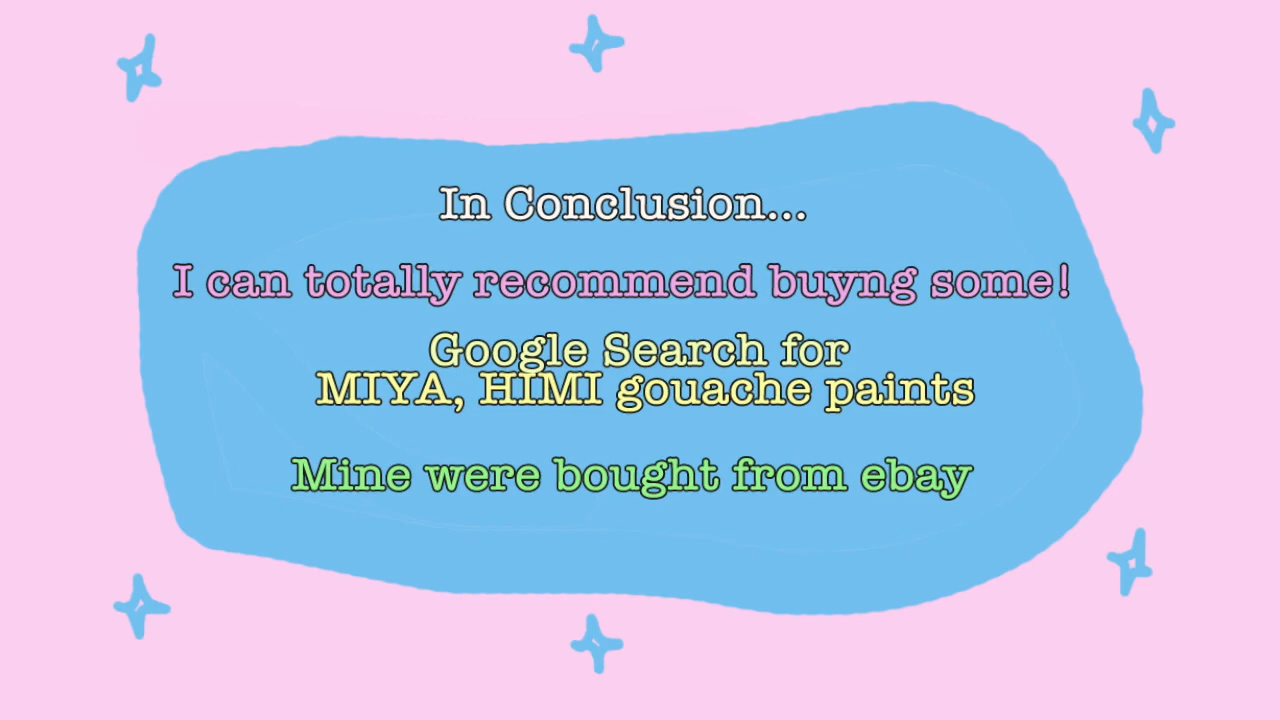 In Conclusion...
I can totally recommend buyng some!
Google Search for
MIYA, HIMI gouache paints
Mine were bought from ebay